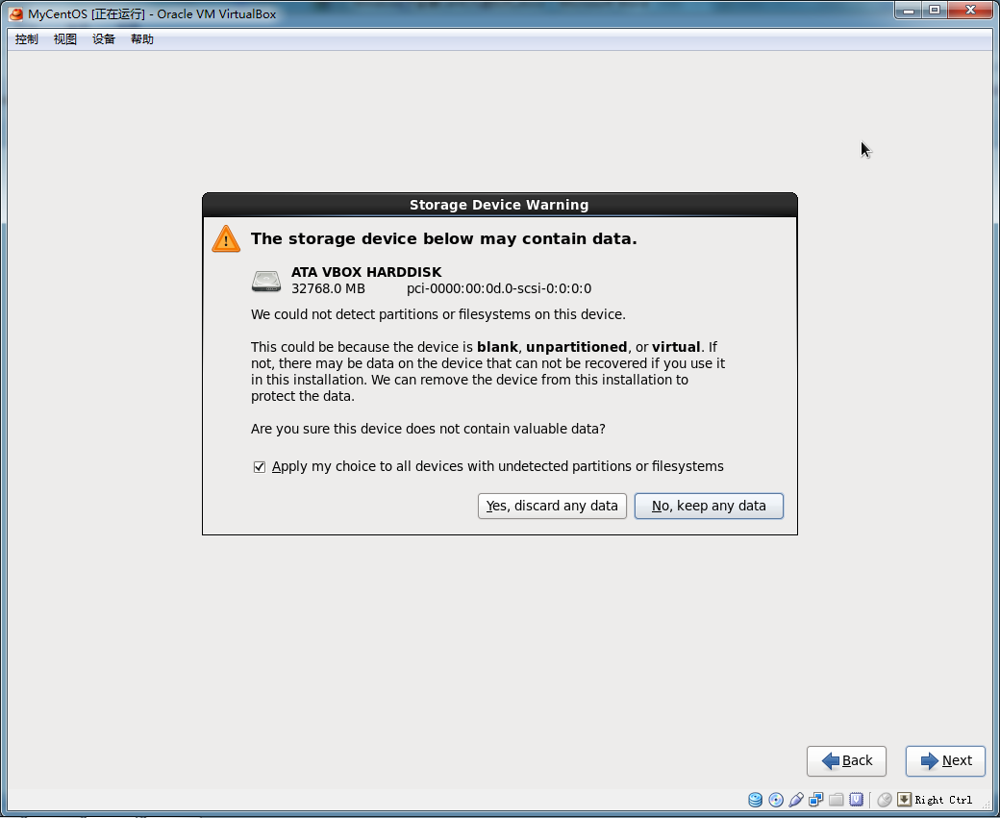 MyCentOS [正在运行] - Oracle VM VirtualBox
控制 视图 设备 帮助
Storage Device Warning
The storage device below may contain data.
ATA VBOX HARDDISK
32768.0 MB pci-0000:00:0d.0-scsi-0:0:0:0
We could not detect partitions or filesystems on this device.
This could be because the device is blank, unpartitioned, or virtual. If
not, there may be data on the device that can not be recovered if you use it
in this installation. We can remove the device from this installation to
protect the data.
Are you sure this device does not contain valuable data?
Apply my choice to all devices with undetected partitions or filesystems
Yes, discard any data No, keep any data
Back Next
Right Ctrl